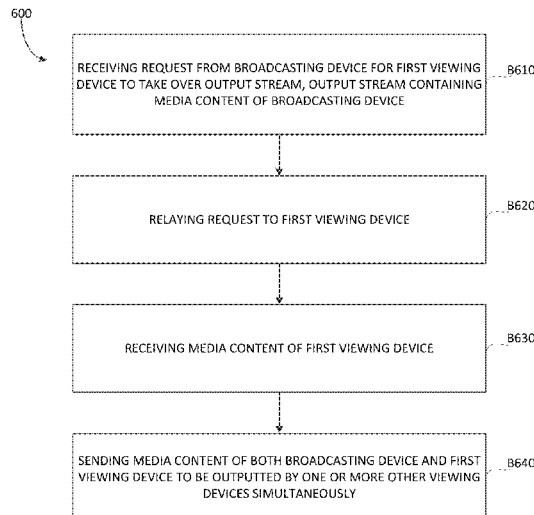 600
RECEIVING REQUEST FROM BROADCASTING DEVICE FOR FIRST VIEWING
DEVICE TO TAKE OVER OUTPUT STREAM, OUTPUT STREAM CONTAINING
MEDIA CONTENT OF BROADCASTING DEVICE
B610
RELAYING REQUEST TO FIRST VIEWING DEVICE
B620
RECEIVING MEDIA CONTENT OF FIRST VIEWING DEVICE
B630
SENDING MEDIA CONTENT OF BOTH BROADCASTING DEVICE AND FIRST
VIEWING DEVICE TO BE OUTPUTTED BY ONE OR MORE OTHER VIEWING
DEVICES SIMULTANEOUSLY
B640